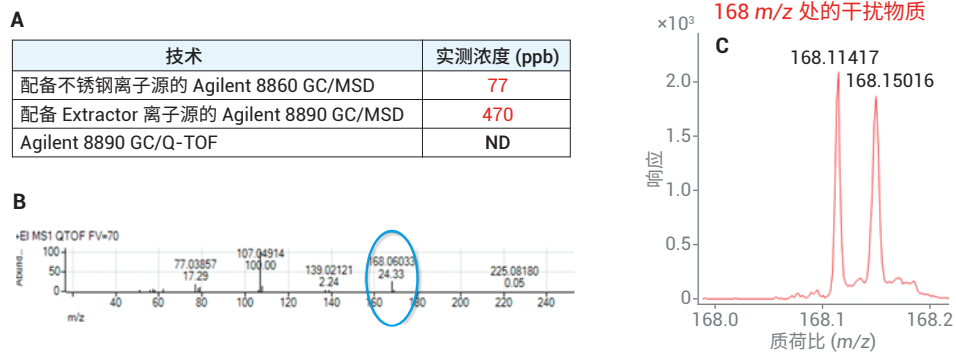 A
技术 实测浓度 (ppb)
配备不锈钢离子源的 Agilent 8860 GC/MSD 77
配备 Extractor 离子源的 Agilent 8890 GC/MSD 470
Agilent 8890 GC/Q-TOF ND
B
EI MS1 QTOF FV=70
Abund...
100
50
0
77.03857
17.29
107.04914
100.00
139.02121
2.24
168.06033
24.33
225.08180
0.05
40 60 80 100 120 140 160 180 200 220 240
m/z
168 m/z 处的干扰物质
×10³
C
168.11417
168.15016
2.0
1.5
1.0
0.5
0
响应
168.0 168.1 168.2
质荷比 (m/z)